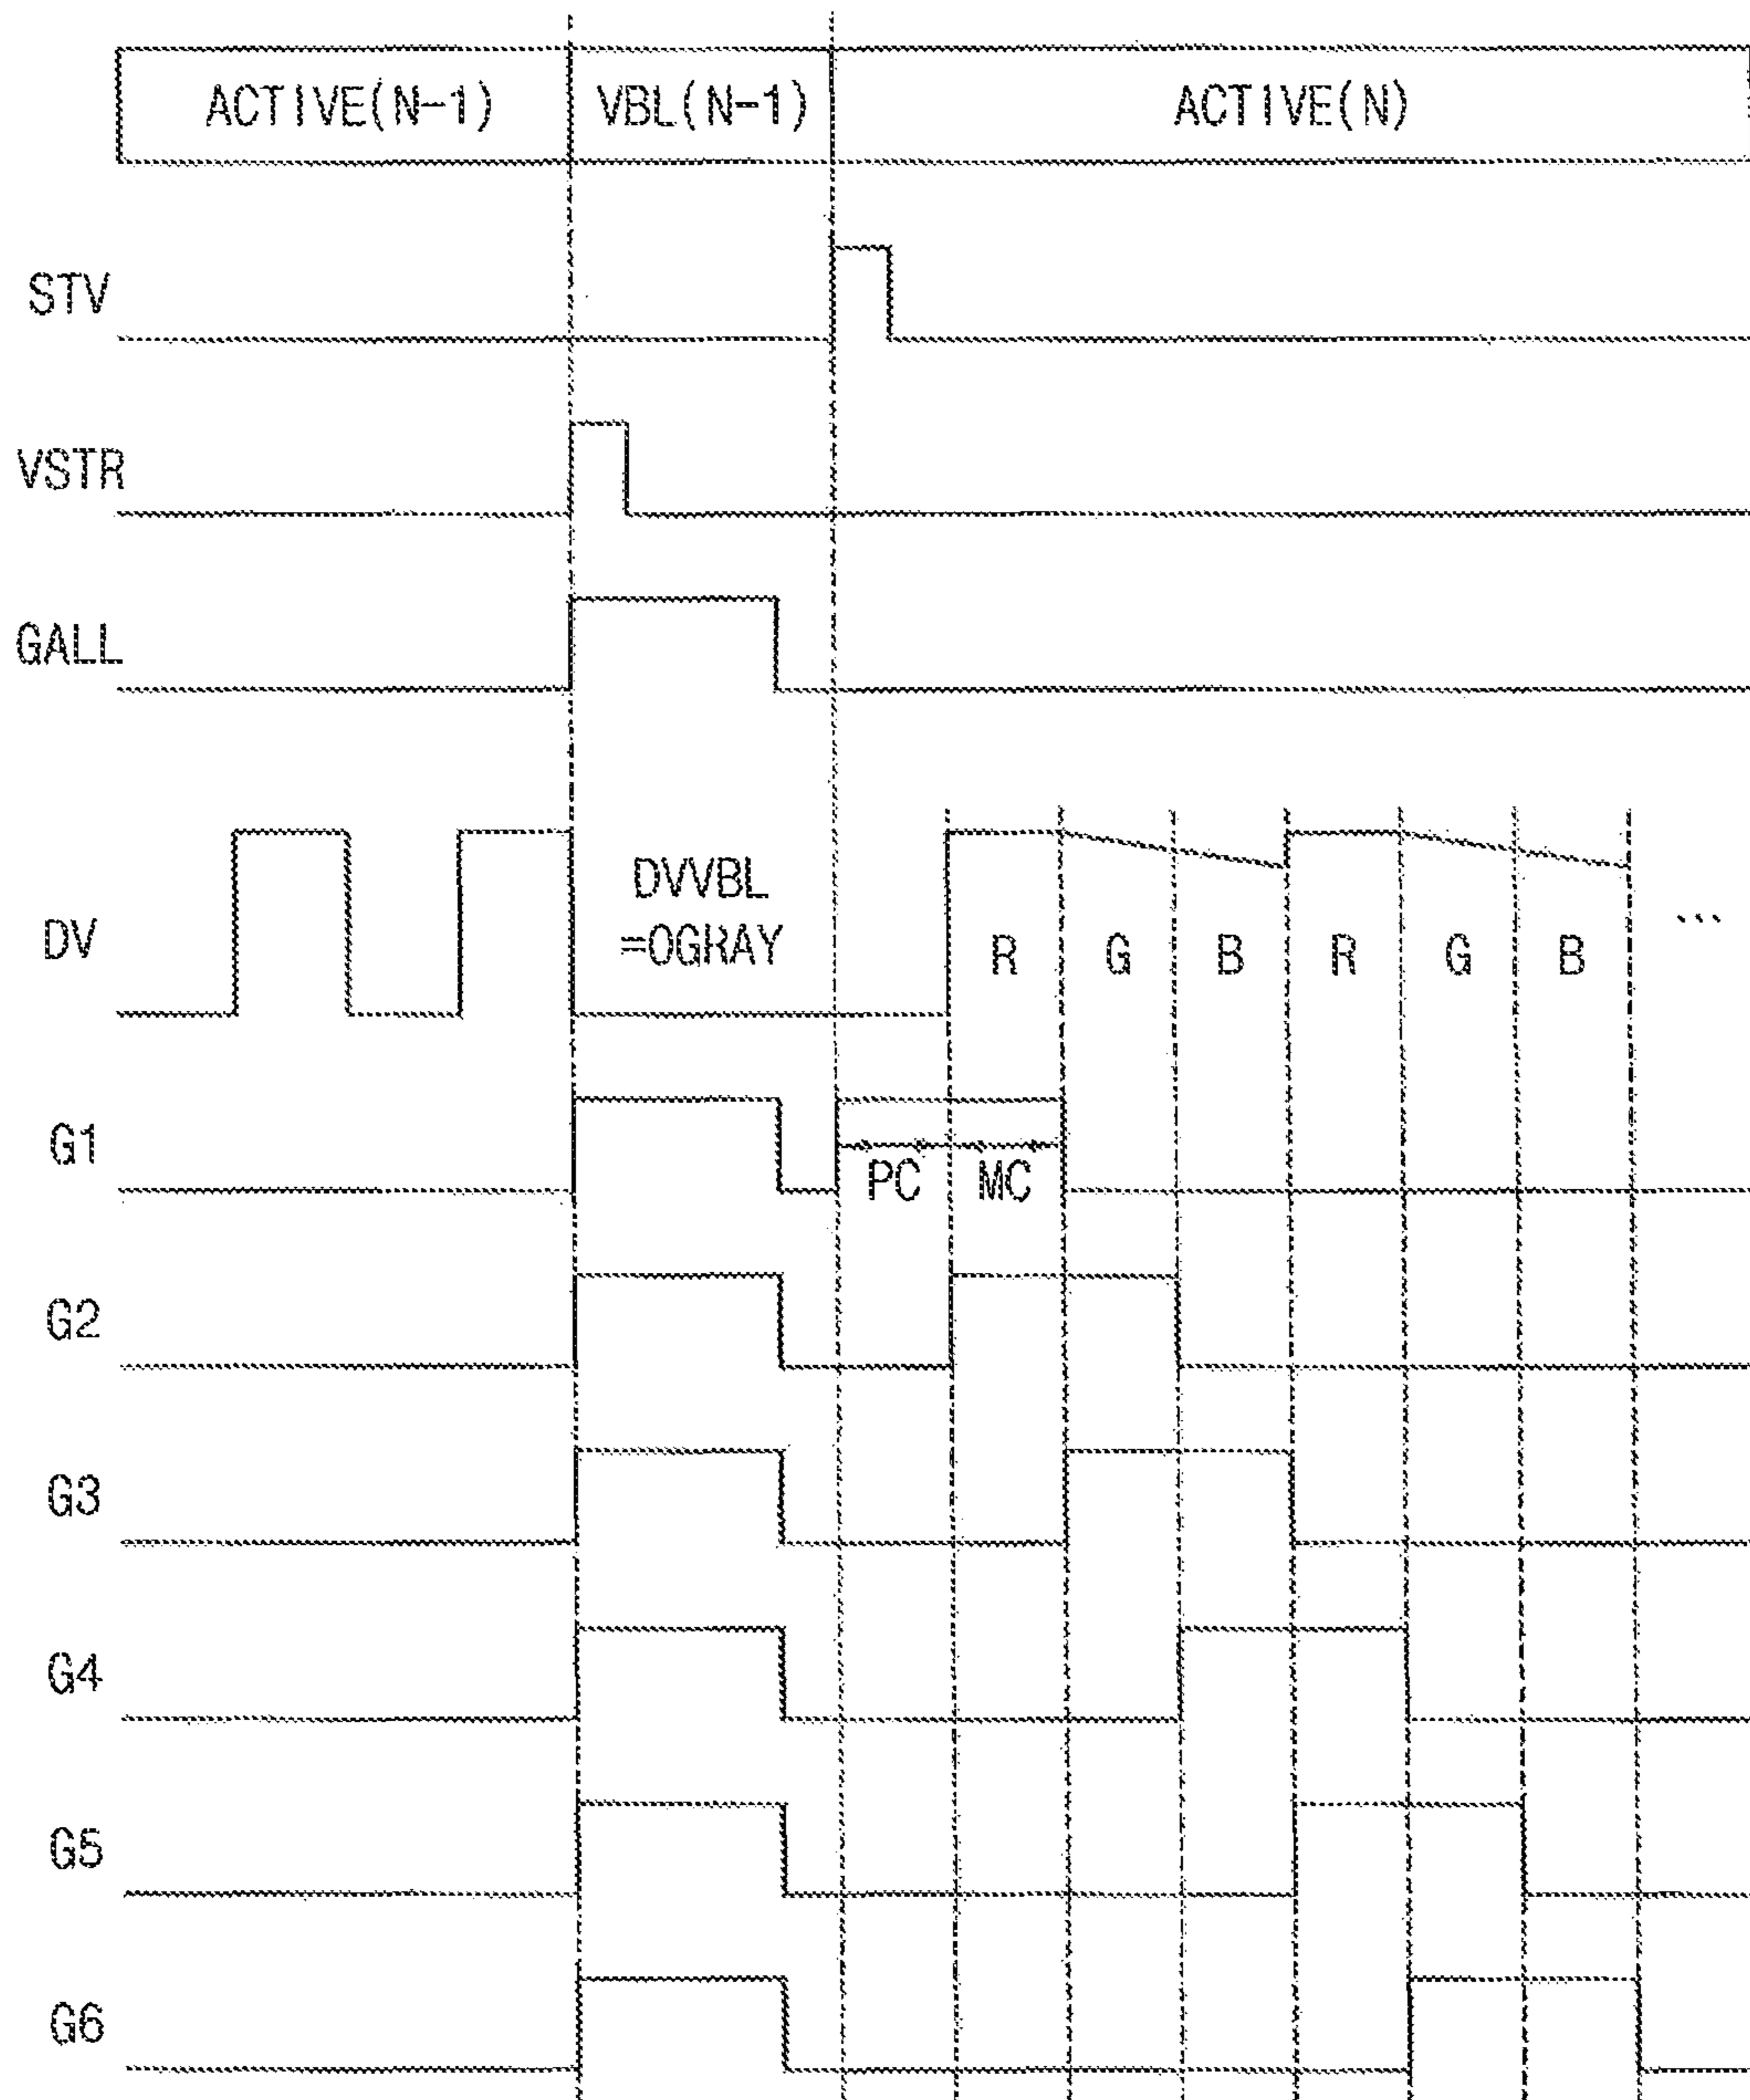 ACTIVE(N-1) VBL(N-1) ACTIVE(N)
STV
VSTR
GALL
DV
DVVBL
=0GRAY
R G B R G B ...
G1
PC MC
G2
G3
G4
G5
G6